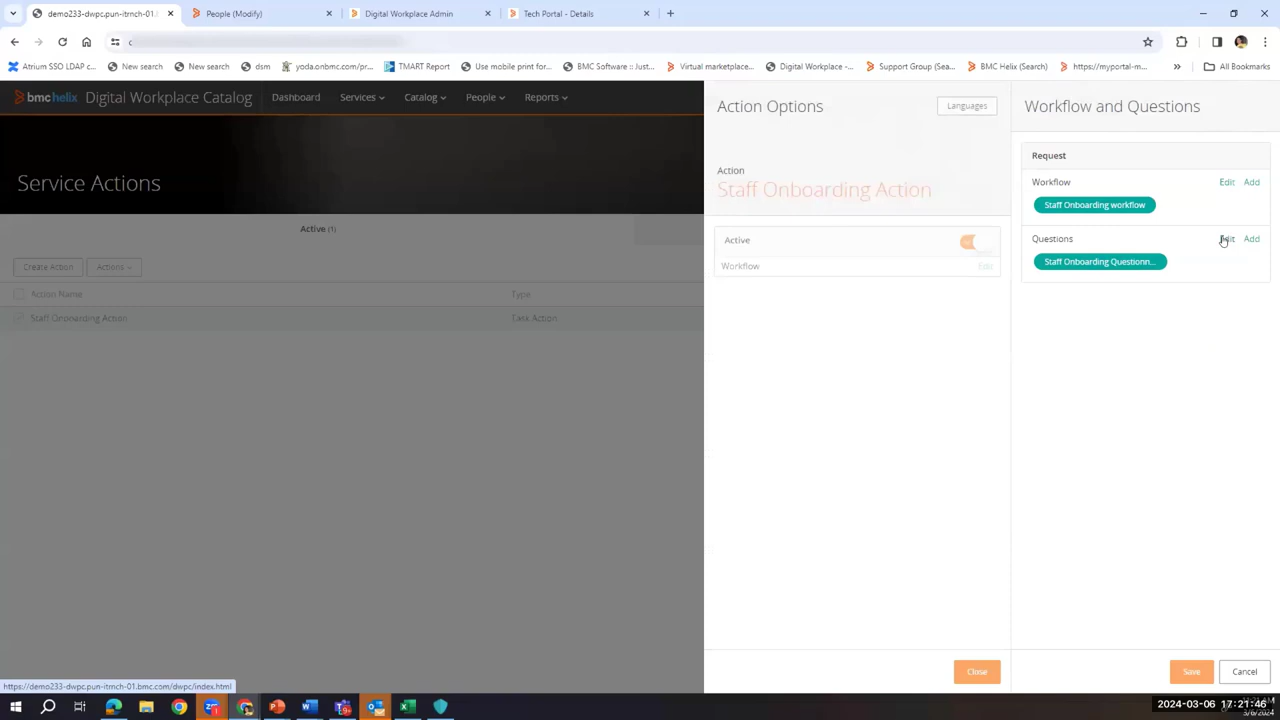 demo233-dwpc.pun-itrnch-01.
People (Modify)
Digital Workplace Admin
Tech Portal - Details
Atrium SSO LDAP c...
New search
New search
dsm
yoda.onbmc.com/pr...
TMART Report
Use mobile print for...
BMC Software :: Just...
Virtual marketplace...
Digital Workplace -...
Support Group (Sea...
BMC Helix (Search)
https://myportal-m...
All Bookmarks
bmc helix Digital Workplace Catalog
Dashboard
Services
Catalog
People
Reports
Service Actions
Active (1)
Create Action
Actions
Action Name
Type
Staff Onboarding Action
Task Action
Action Options
Languages
Action
Staff Onboarding Action
Active
Workflow
Edit
Close
Workflow and Questions
Request
Workflow
Edit
Add
Staff Onboarding workflow
Questions
Edit
Add
Staff Onboarding Questionn...
Save
Cancel
https://demo233-dwpc.pun-itrnch-01.bmc.com/dwpc/index.html
2024-03-06 17:21:46
3/6/2024